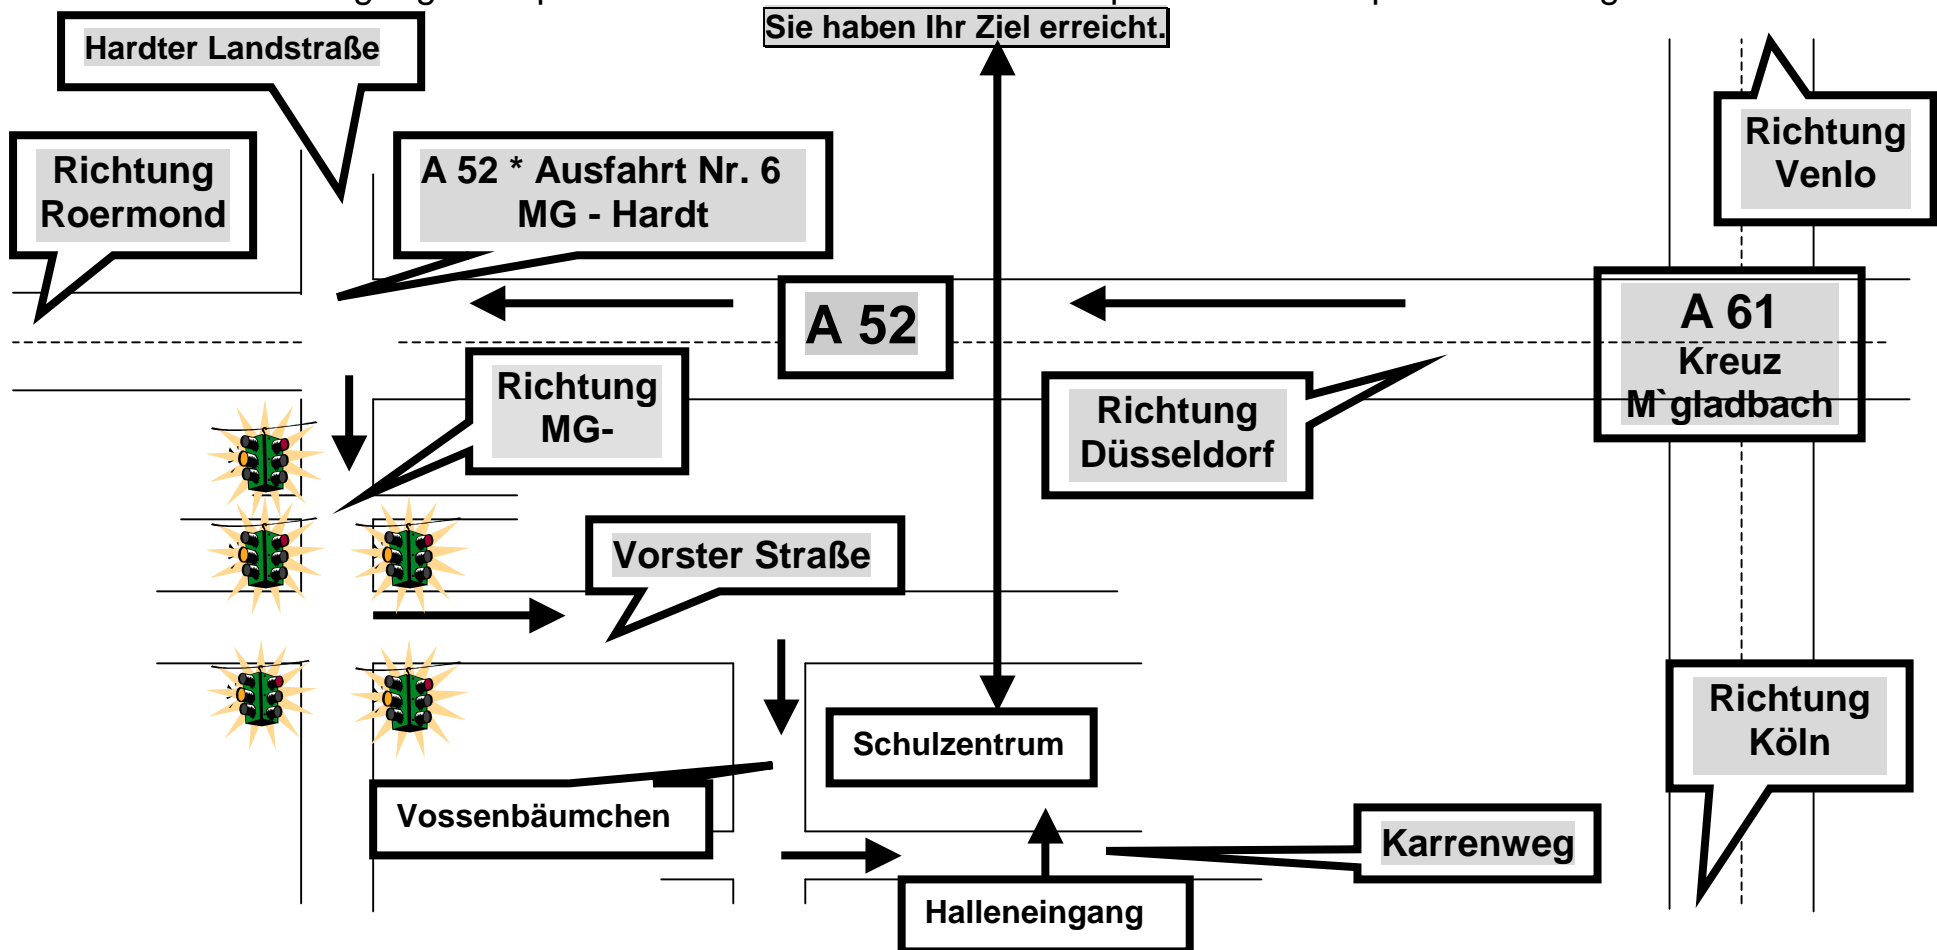 Sie haben Ihr Ziel erreicht.
Hardter Landstraße
Richtung
Venlo
Richtung
Roermond
A 52 * Ausfahrt Nr. 6
MG - Hardt
A 52
A 61
Kreuz
M`gladbach
Richtung
MG-
Richtung
Düsseldorf
Vorster Straße
Schulzentrum
Richtung
Köln
Vossenbäumchen
Karrenweg
Halleneingang